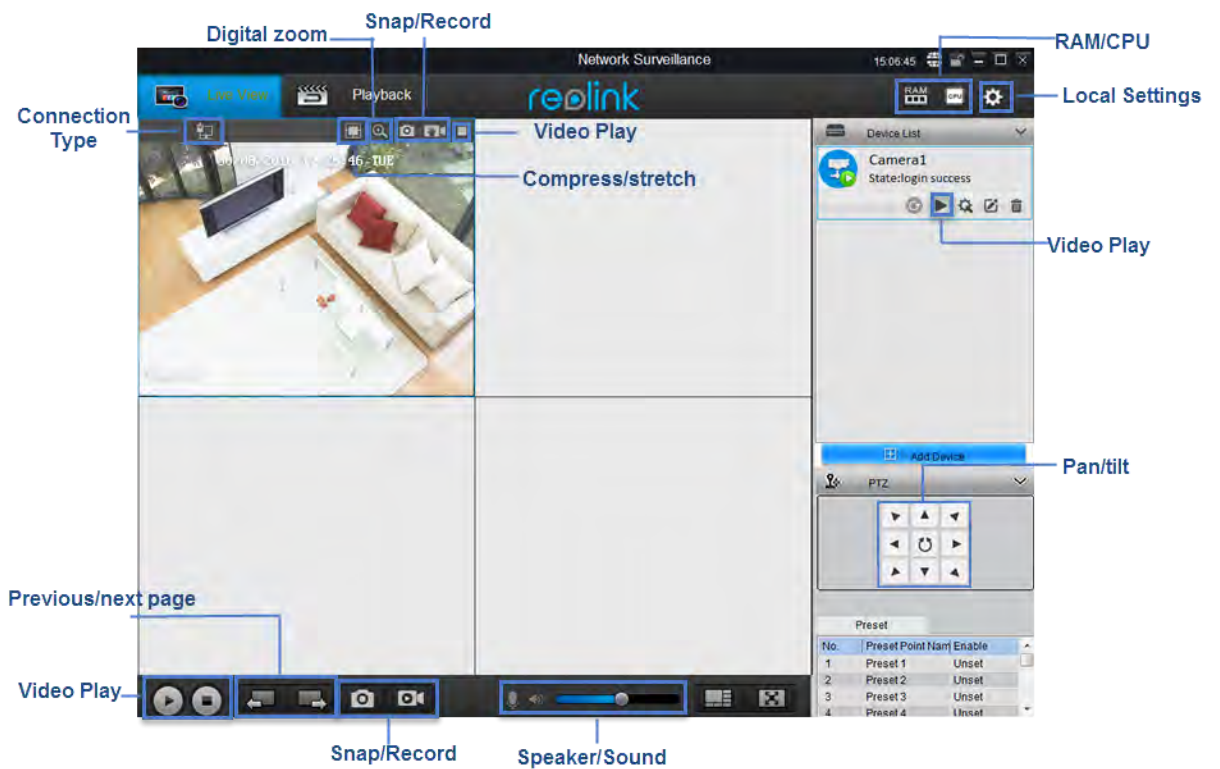 Snap/Record
Digital zoom
RAM/CPU
Network Surveillance
15:06:45
Live View
Playback
reolink
RAM
CPU
Local Settings
Connection
Type
Video Play
Device List
Compress/stretch
Camera1
State:login success
Video Play
Add Device
Pan/tilt
PTZ
Previous/next page
Preset
No. Preset Point Nam Enable
1 Preset 1 Unset
2 Preset 2 Unset
3 Preset 3 Unset
4 Preset 4 Unset
Video Play
Snap/Record
Speaker/Sound